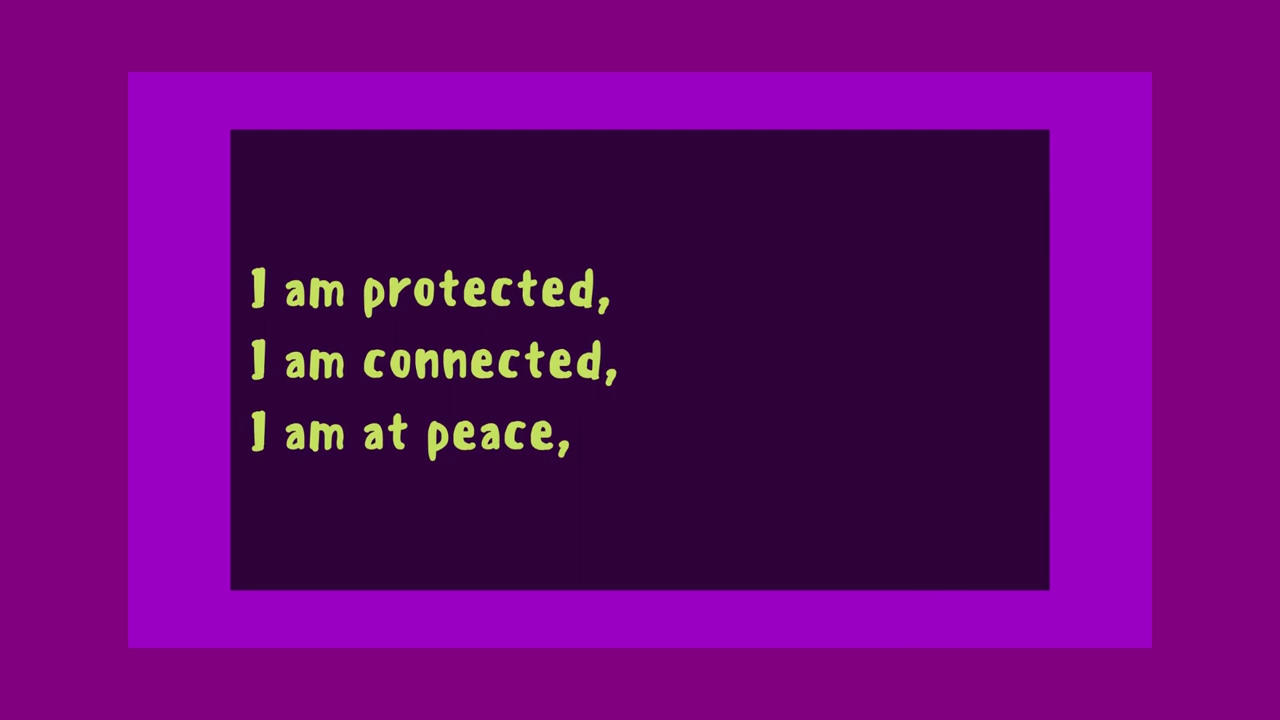 I am protected,
I am connected,
I am at peace,